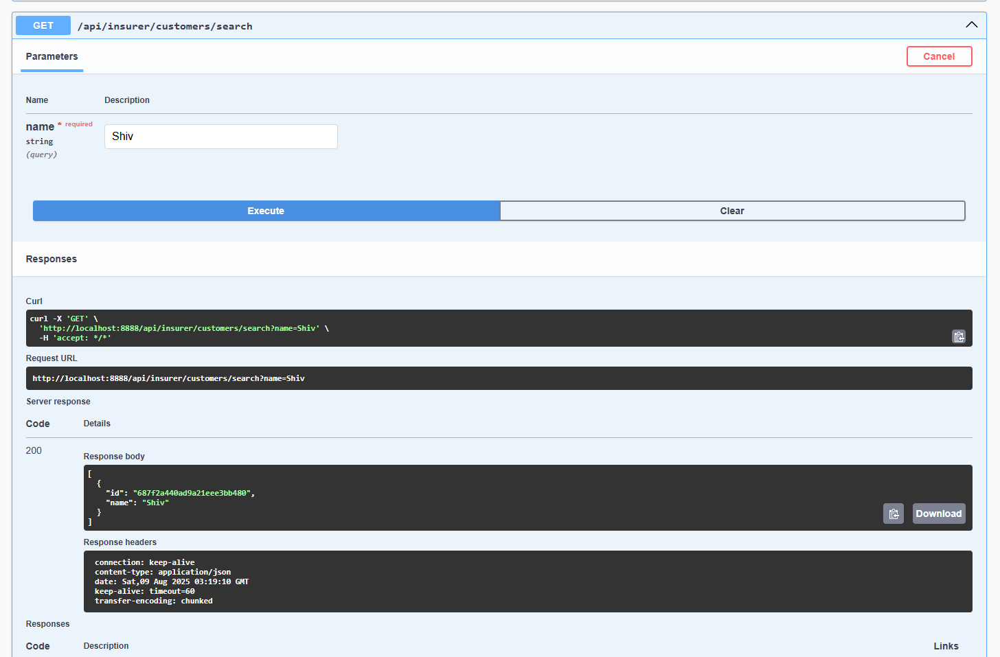 GET /api/insurer/customers/search
Parameters
Cancel
Name Description
name * required
string
(query)
Shiv
Execute Clear
Responses
Curl
curl -X 'GET' \
'http://localhost:8888/api/insurer/customers/search?name=Shiv' \
-H 'accept: */*'
Request URL
http://localhost:8888/api/insurer/customers/search?name=Shiv
Server response
Code Details
200
Response body
[
{
"id": "687f2a440ad9a21eee3bb480",
"name": "Shiv"
}
]
Download
Response headers
connection: keep-alive
content-type: application/json
date: Sat,09 Aug 2025 03:19:10 GMT
keep-alive: timeout=60
transfer-encoding: chunked
Responses
Code Description Links